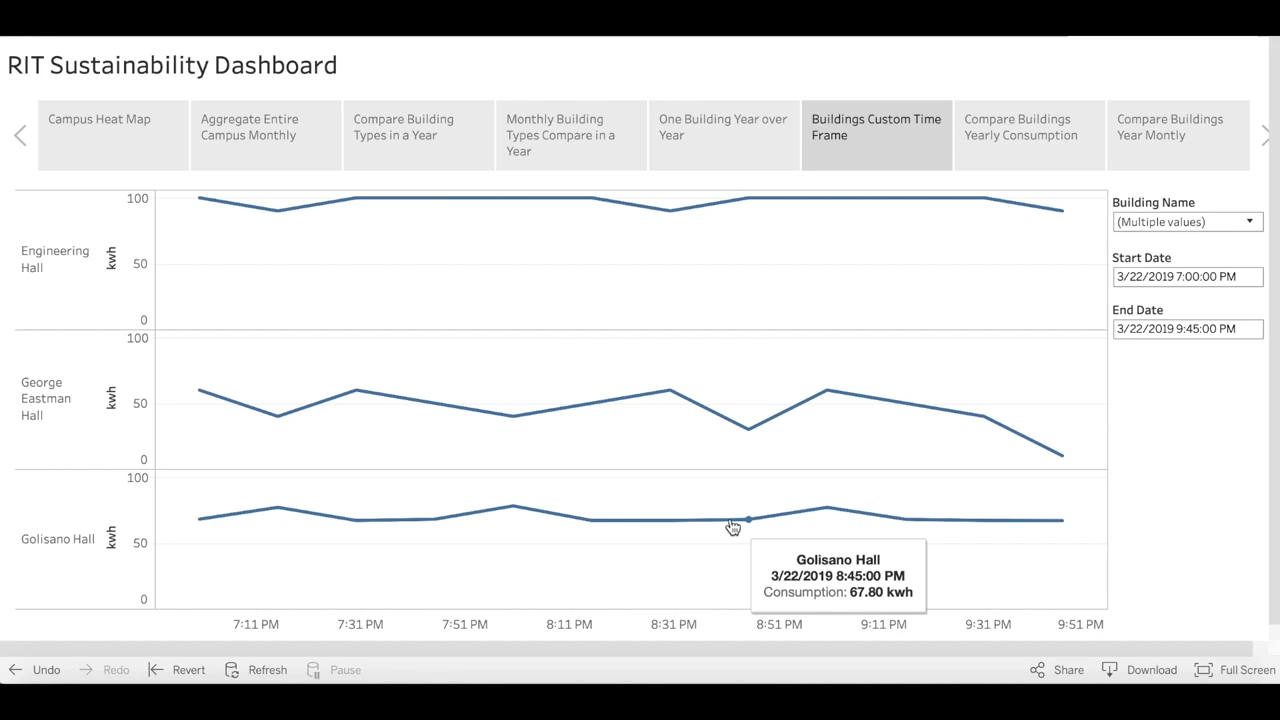 RIT Sustainability Dashboard
Campus Heat Map
Aggregate Entire
Campus Monthly
Compare Building
Types in a Year
Monthly Building
Types Compare in a
Year
One Building Year over
Year
Buildings Custom Time
Frame
Compare Buildings
Yearly Consumption
Compare Buildings
Year Montly
Engineering
Hall
kwh
100
50
0
George
Eastman
Hall
kwh
100
50
0
Golisano Hall
kwh
100
50
0
Golisano Hall
3/22/2019 8:45:00 PM
Consumption: 67.80 kwh
7:11 PM
7:31 PM
7:51 PM
8:11 PM
8:31 PM
8:51 PM
9:11 PM
9:31 PM
9:51 PM
Building Name
(Multiple values)
Start Date
3/22/2019 7:00:00 PM
End Date
3/22/2019 9:45:00 PM
Undo
Redo
Revert
Refresh
Pause
Share
Download
Full Screen